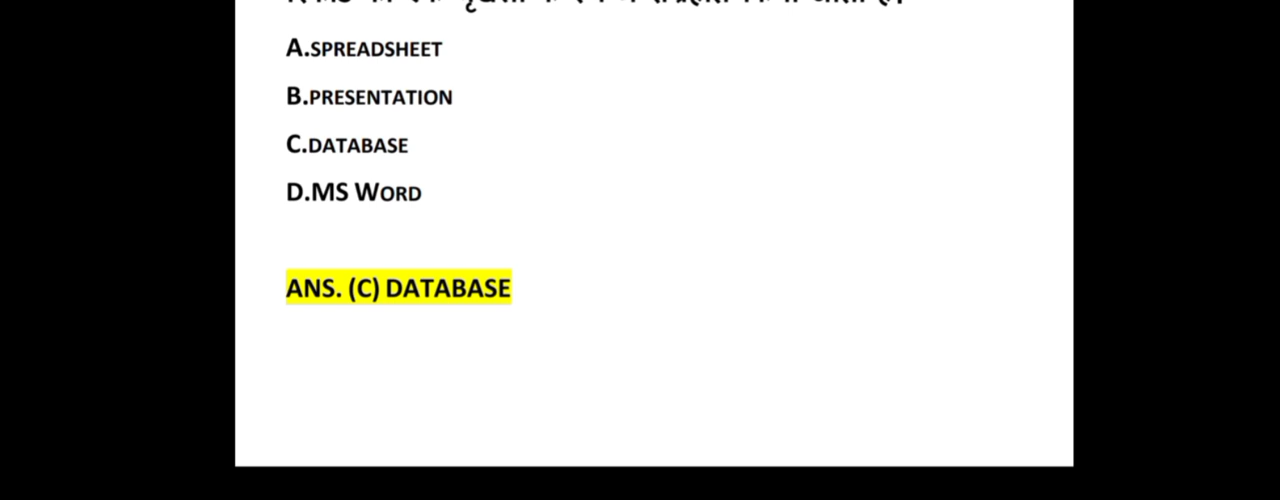 A.SPREADSHEET
B.PRESENTATION
C.DATABASE
D.MS WORD
ANS. (C) DATABASE